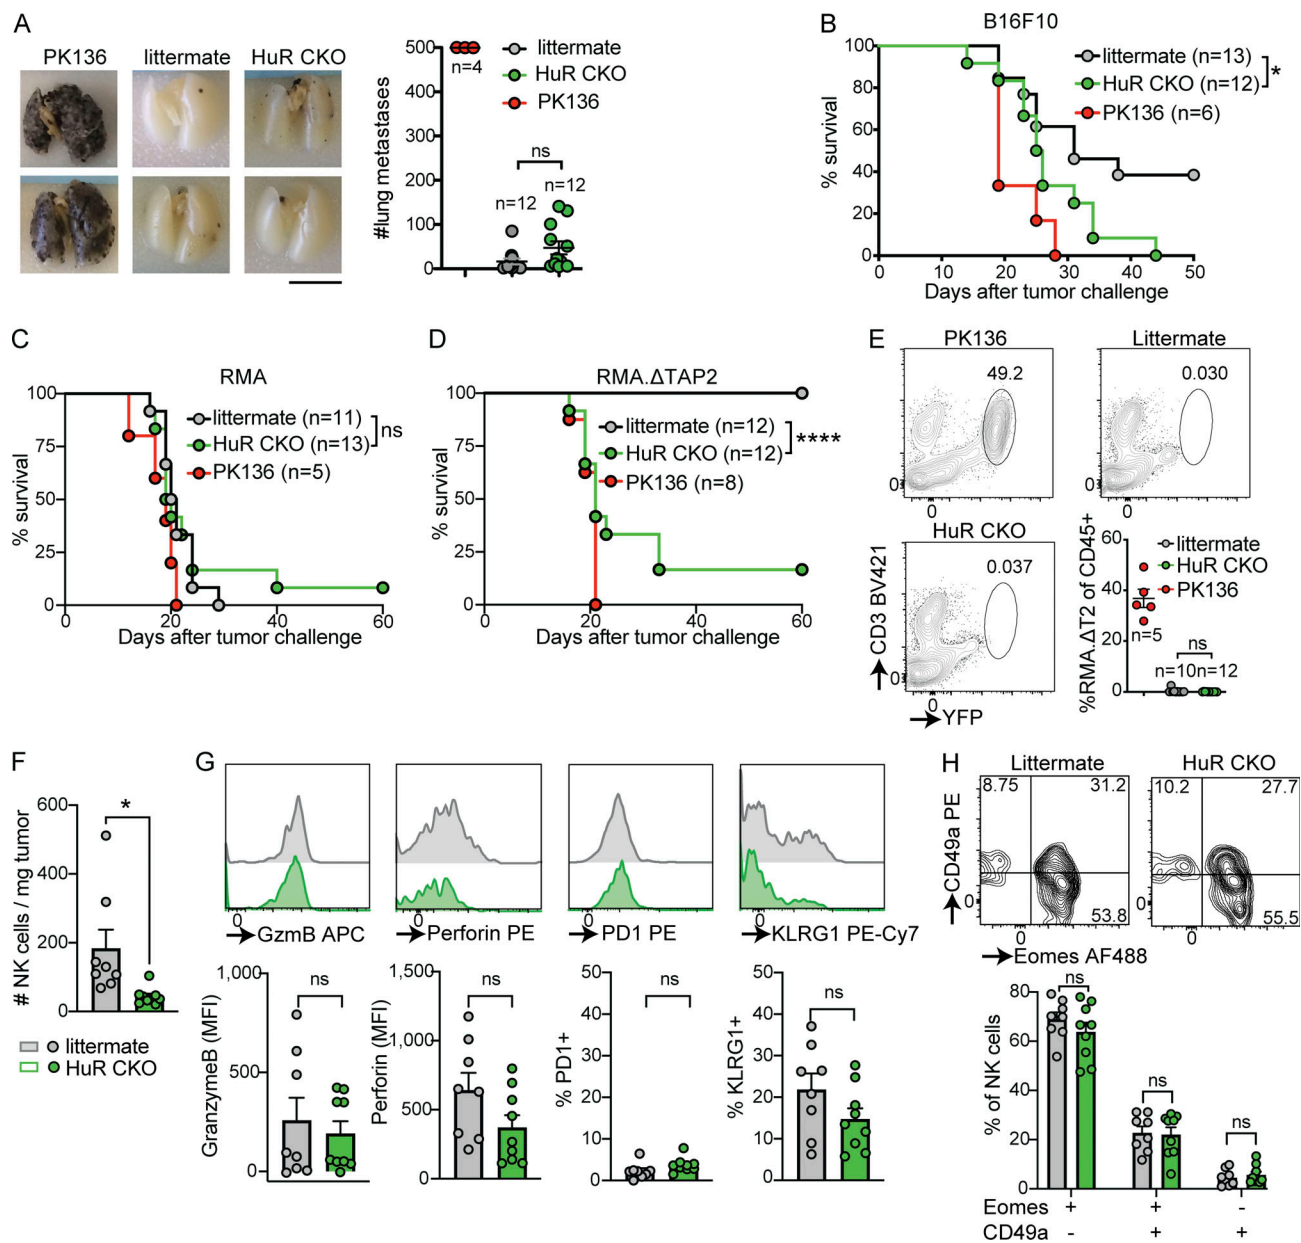 A
PK136
littermate
HuR CKO
#lung metastases
500
400
300
200
100
0
n=4
n=12
n=12
ns
littermate
HuR CKO
PK136
B
B16F10
% survival
100
80
60
40
20
0
0
20
30
40
50
Days after tumor challenge
littermate (n=13)
HuR CKO (n=12)
PK136 (n=6)
*
C
RMA
% survival
100
75
50
25
0
0
20
40
60
Days after tumor challenge
littermate (n=11)
HuR CKO (n=13)
PK136 (n=5)
ns
D
RMA.ΔTAP2
% survival
100
75
50
25
0
0
20
40
60
Days after tumor challenge
littermate (n=12)
HuR CKO (n=12)
PK136 (n=8)
****
E
PK136
49.2
0
0
Littermate
0.030
0
0
HuR CKO
0.037
0
0
CD3 BV421
YFP
%RMA.ΔT2 of CD45+
60
40
20
0
littermate
HuR CKO
PK136
n=5
ns
n=10
n=12
F
# NK cells / mg tumor
600
400
200
0
*
littermate
HuR CKO
G
0
GzmB APC
0
Perforin PE
0
PD1 PE
0
KLRG1 PE-Cy7
GranzymeB (MFI)
1,000
500
0
ns
Perforin (MFI)
1,500
1,000
500
0
ns
% PD1+
50
40
30
20
10
0
ns
% KLRG1+
50
40
30
20
10
0
ns
H
Littermate
HuR CKO
8.75
31.2
53.8
10.2
27.7
55.5
CD49a PE
0
0
0
0
Eomes AF488
% of NK cells
80
60
40
20
0
ns
ns
ns
Eomes + + -
CD49a - + +